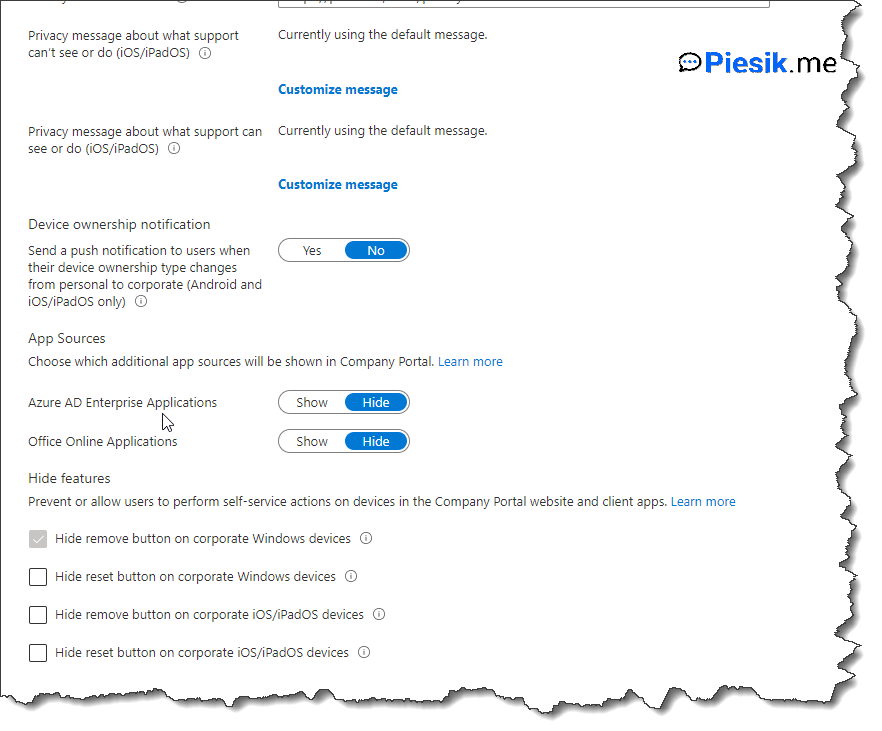 Privacy message about what support
can't see or do (iOS/iPadOS)
Currently using the default message.
Piesik.me
Customize message
Privacy message about what support can
see or do (iOS/iPadOS)
Currently using the default message.
Customize message
Device ownership notification
Send a push notification to users when
their device ownership type changes
from personal to corporate (Android and
iOS/iPadOS only)
Yes No
App Sources
Choose which additional app sources will be shown in Company Portal. Learn more
Azure AD Enterprise Applications
Show Hide
Office Online Applications
Show Hide
Hide features
Prevent or allow users to perform self-service actions on devices in the Company Portal website and client apps. Learn more
Hide remove button on corporate Windows devices
Hide reset button on corporate Windows devices
Hide remove button on corporate iOS/iPadOS devices
Hide reset button on corporate iOS/iPadOS devices